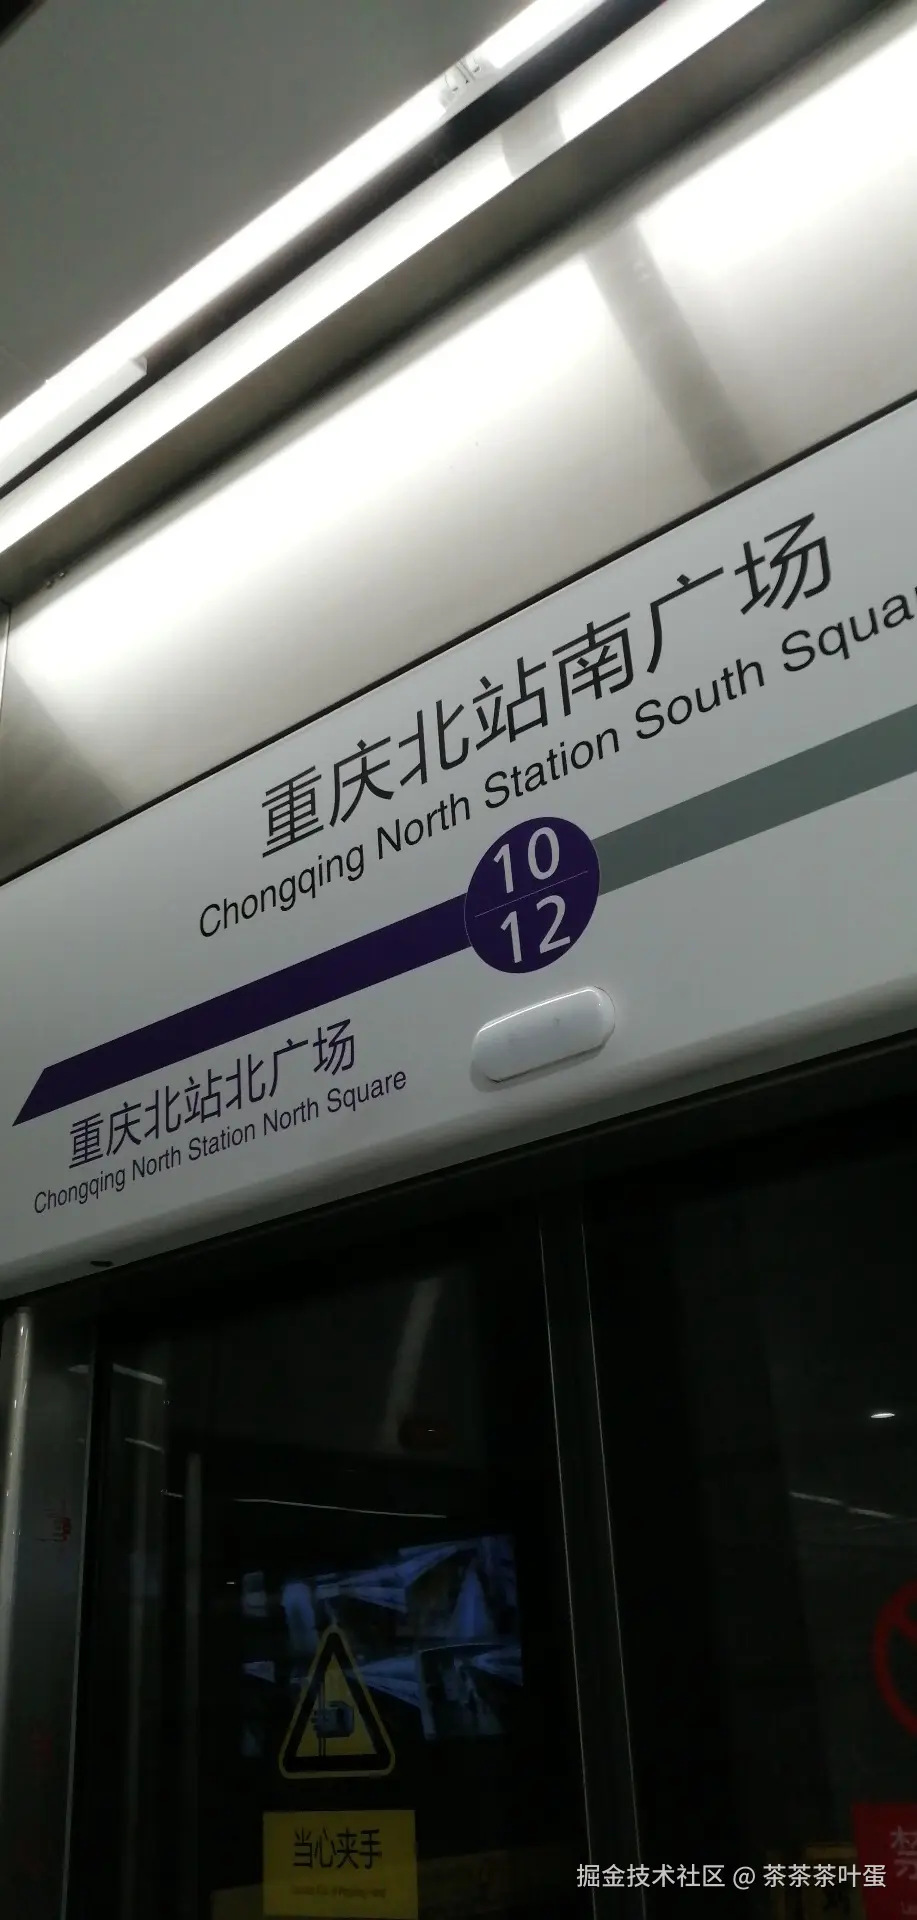 重庆北站南广场
Chongqing North Station South Squa
10
12
重庆北站北广场
Chongqing North Station North Square
当心夹手
禁
掘金技术社区 @ 茶茶茶叶蛋